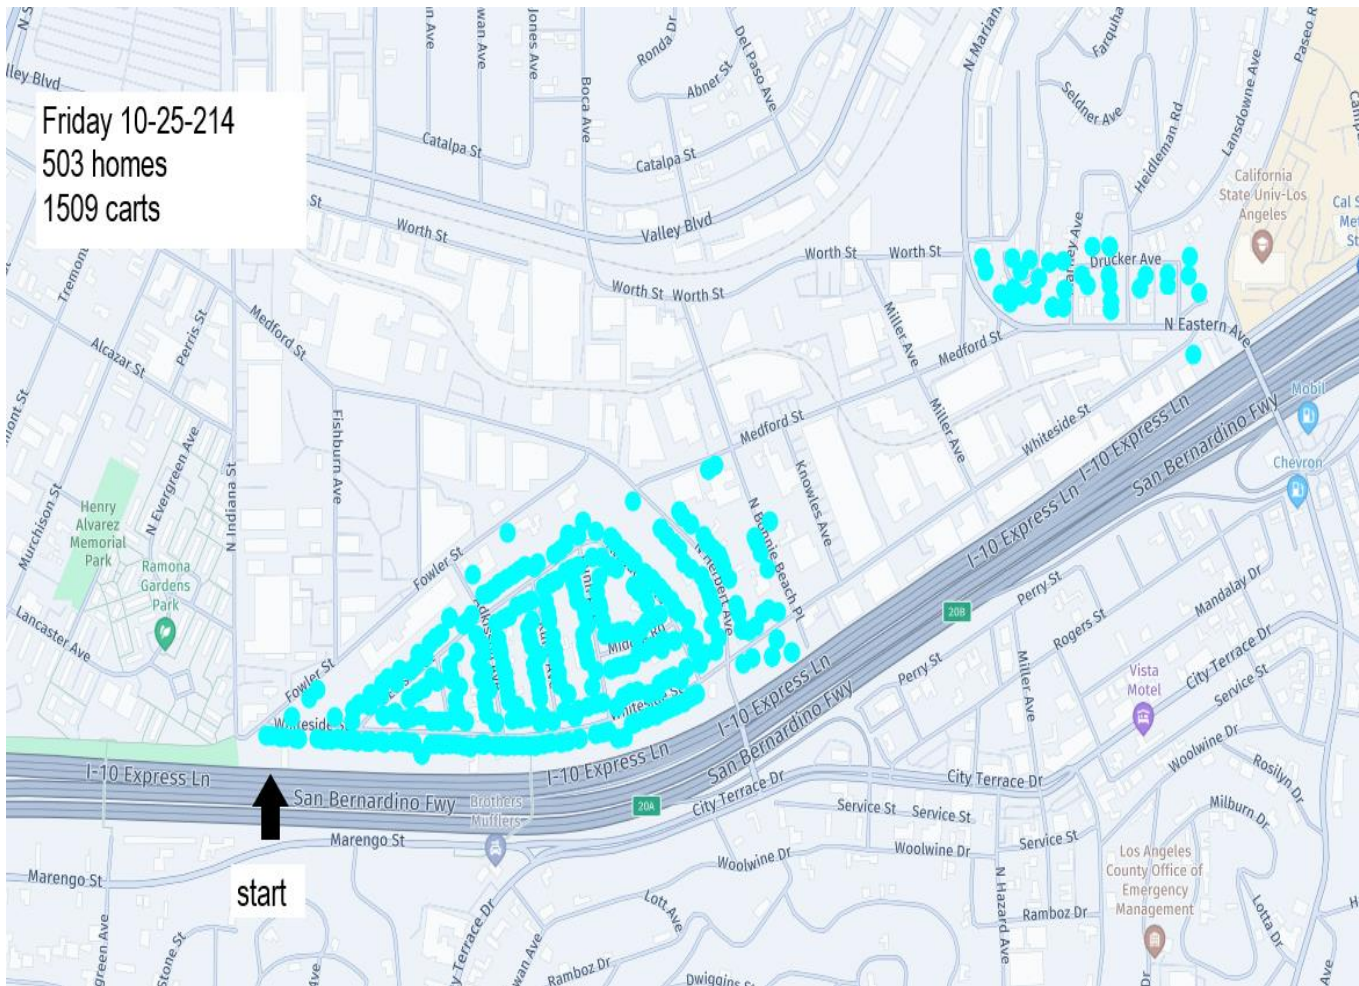 Friday 10-25-214
503 homes
1509 carts
start
Valley Blvd
Catalpa St
Catalpa St
Boca Ave
Ronda Dr
Abner St
Del Paso Ave
Jones Ave
Worth St
Worth St
Worth St
Worth St
Worth St
Medford St
Medford St
Medford St
Alcazar St
Perris St
Murchison St
N Evergreen Ave
N Indiana St
Fishburn Ave
Henry
Alvarez
Memorial
Park
Ramona
Gardens
Park
Lancaster Ave
Fowler St
Fowler St
Whiteside St
Whiteside St
N Herbert Ave
N Bonnie Beach Pl
Knowles Ave
Miller Ave
Miller Ave
Seldner Ave
Heidleman Rd
Lansdowne Ave
Drucker Ave
N Eastern Ave
California
State Univ-Los
Angeles
Mobil
Chevron
I-10 Express Ln
San Bernardino Fwy
I-10 Express Ln
San Bernardino Fwy
I-10 Express Ln
I-10 Express Ln
San Bernardino Fwy
I-10 Express Ln
20A
20B
Marengo St
Marengo St
Brothers
Mufflers
City Terrace Dr
City Terrace Dr
City Terrace Dr
Perry St
Perry St
Rogers St
Mandalay Dr
Miller Ave
Vista
Motel
Service St
Service St
Service St
Service St
Woolwine Dr
Woolwine Dr
Woolwine Dr
Rosilyn Dr
Milburn Dr
Lotta Dr
Lott Ave
Ramboz Dr
Ramboz Dr
N Hazard Ave
Los Angeles
County Office of
Emergency
Management